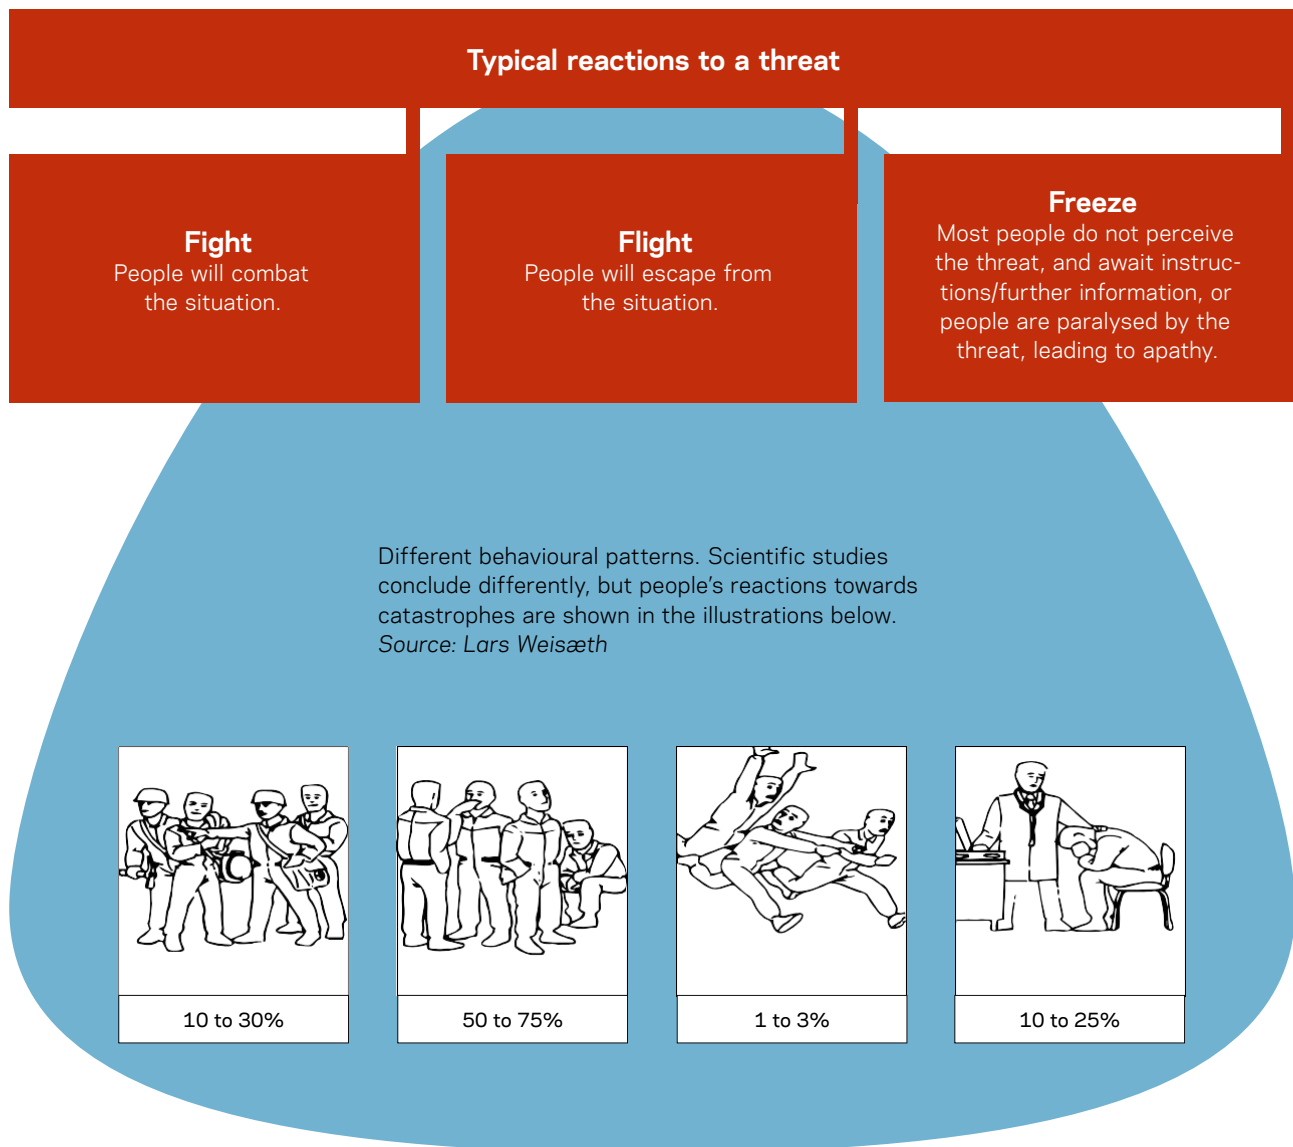 Typical reactions to a threat
Fight
People will combat
the situation.
Flight
People will escape from
the situation.
Freeze
Most people do not perceive
the threat, and await instruc-
tions/further information, or
people are paralysed by the
threat, leading to apathy.
Different behavioural patterns. Scientific studies
conclude differently, but people’s reactions towards
catastrophes are shown in the illustrations below.
Source: Lars Weisæth
10 to 30%
50 to 75%
1 to 3%
10 to 25%